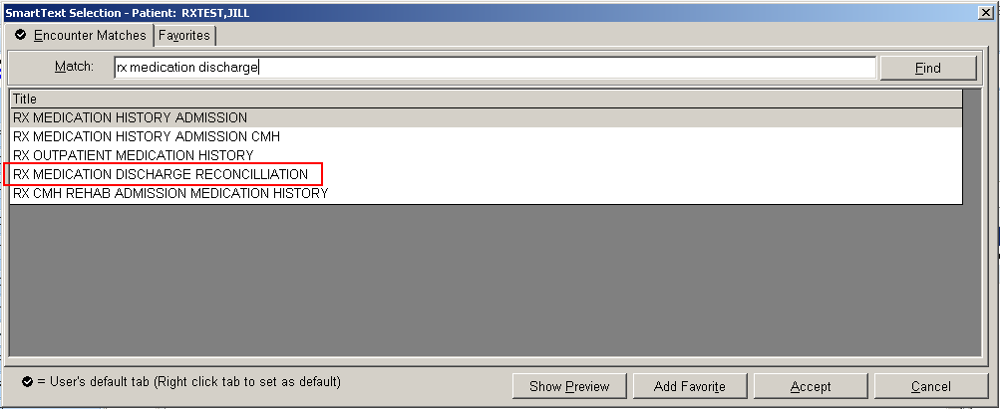 SmartText Selection - Patient: RXTEST,JILL
Encounter Matches Favorites
Match: rx medication discharge Find
Title
RX MEDICATION HISTORY ADMISSION
RX MEDICATION HISTORY ADMISSION CMH
RX OUTPATIENT MEDICATION HISTORY
RX MEDICATION DISCHARGE RECONCILLIATION
RX CMH REHAB ADMISSION MEDICATION HISTORY
= User's default tab (Right click tab to set as default)
Show Preview Add Favorite Accept Cancel